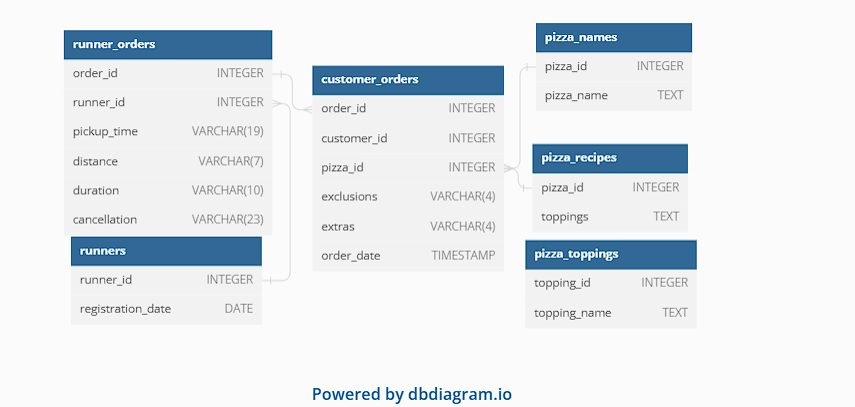 runner_orders
order_id INTEGER
runner_id INTEGER
pickup_time VARCHAR(19)
distance VARCHAR(7)
duration VARCHAR(10)
cancellation VARCHAR(23)
runners
runner_id INTEGER
registration_date DATE
customer_orders
order_id INTEGER
customer_id INTEGER
pizza_id INTEGER
exclusions VARCHAR(4)
extras VARCHAR(4)
order_date TIMESTAMP
pizza_names
pizza_id INTEGER
pizza_name TEXT
pizza_recipes
pizza_id INTEGER
toppings TEXT
pizza_toppings
topping_id INTEGER
topping_name TEXT
Powered by dbdiagram.io